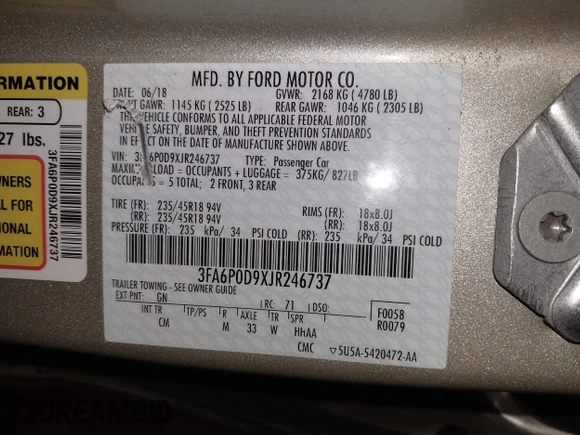 MFD. BY FORD MOTOR CO.
DATE: 06/18 GVWR: 2168 KG ( 4780 LB)
GAWR: 1145 KG ( 2525 LB) REAR GAWR: 1046 KG ( 2305 LB)
THE VEHICLE CONFORMS TO ALL APPLICABLE FEDERAL MOTOR
VEHICLE SAFETY, BUMPER, AND THEFT PREVENTION STANDARDS
IN EFFECT ON THE DATE OF MANUFACTURE SHOWN ABOVE.
VIN: 3FA6P0D9XJR246737 TYPE: Passenger Car
LOAD = OCCUPANTS + LUGGAGE = 375KG/ 827LB
OCCUPANTS = 5 TOTAL; 2 FRONT, 3 REAR
TIRE (FR): 235/45R18 94V RIMS (FR): 18x8.0J
(RR): 235/45R18 94V (RR): 18x8.0J
PRESSURE (FR): 235 kPa/ 34 PSI COLD (RR): 235 kPa/ 34 PSI COLD
3FA6P0D9XJR246737
TRAILER TOWING - SEE OWNER GUIDE
EXT PNT: GN RC: 71 DSO: F0058
R0079
INT TR TP/PS R AXLE TR SPR
CM M 33 W HHAA
CMC ▽5U5A-5420472-AA
RMATION
REAR: 3
27 lbs.
WNERS
AL FOR
IONAL
MATION
3FA6P0D9XJR246737
DREAMBID